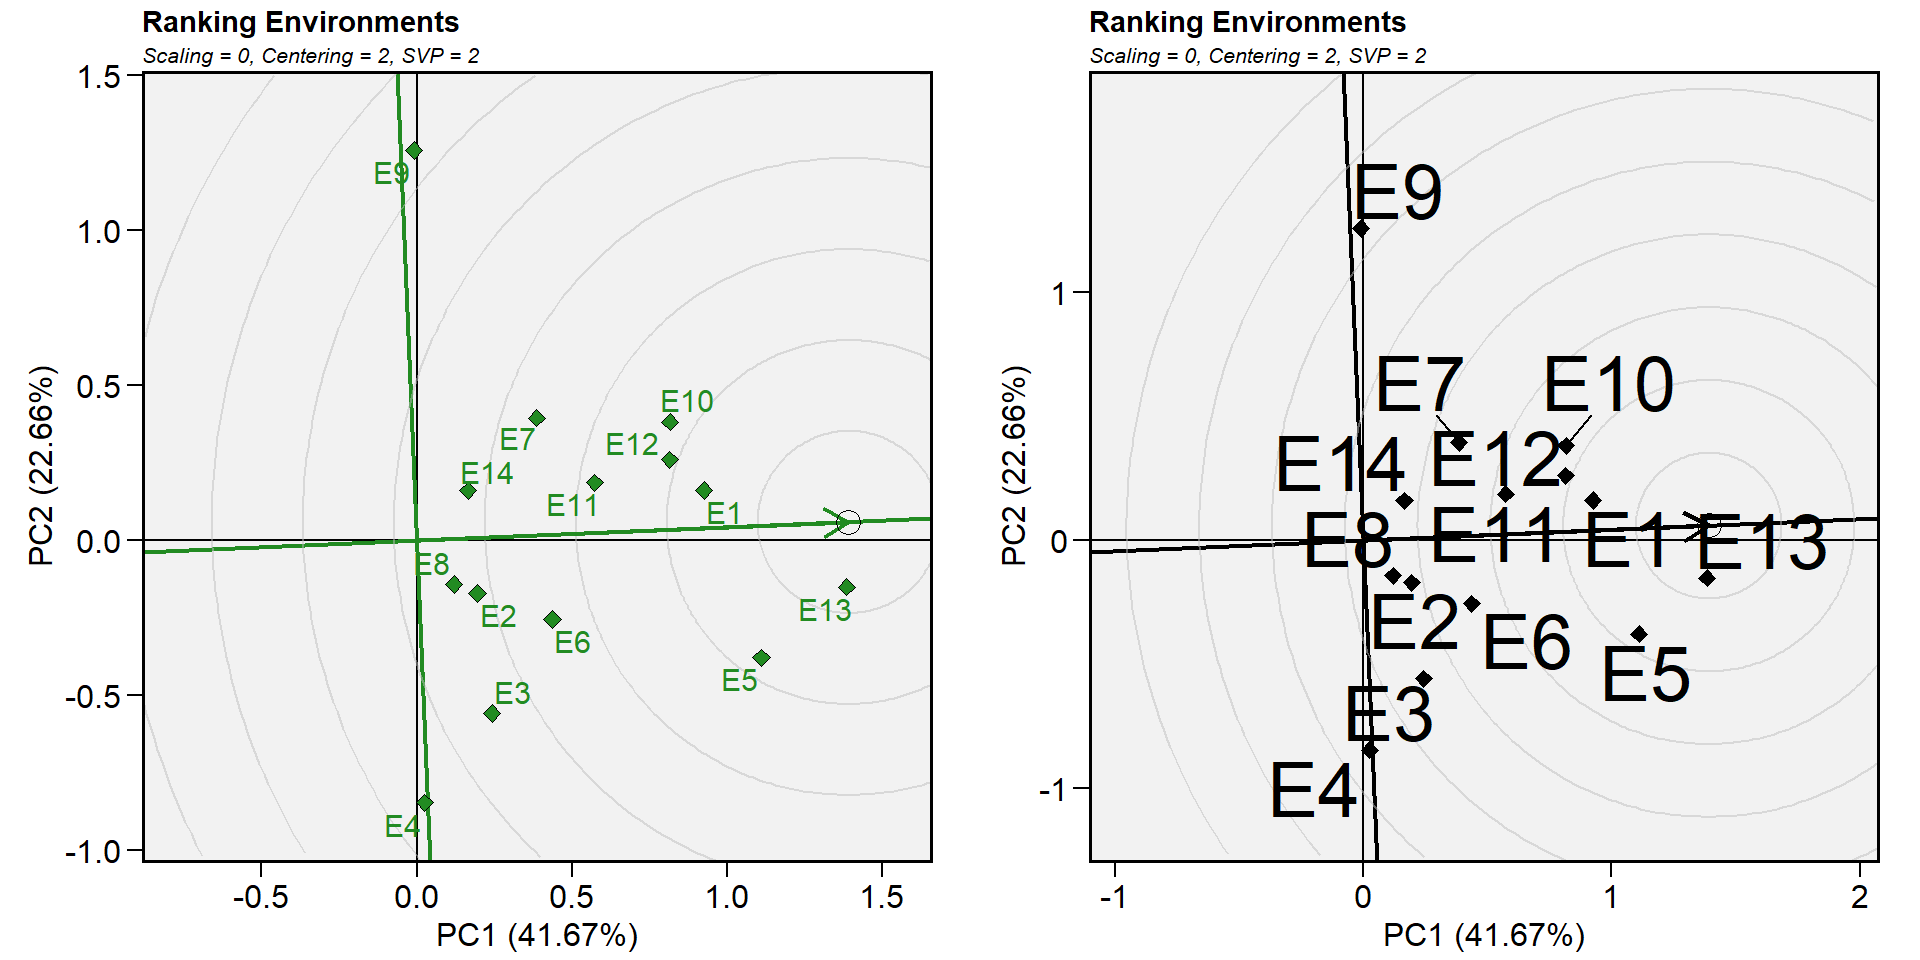 Ranking Environments
Scaling = 0, Centering = 2, SVP = 2
1.5
1.0
0.5
0.0
-0.5
-1.0
PC2 (22.66%)
E9
E10
E7
E12
E14
E11
E1
E8
E2
E13
E6
E5
E3
E4
-0.5
0.0
0.5
1.0
1.5
PC1 (41.67%)
Ranking Environments
Scaling = 0, Centering = 2, SVP = 2
1
0
-1
PC2 (22.66%)
E9
E7
E10
E14
E12
E8
E11
E1
E13
E2
E6
E5
E3
E4
-1
0
1
2
PC1 (41.67%)